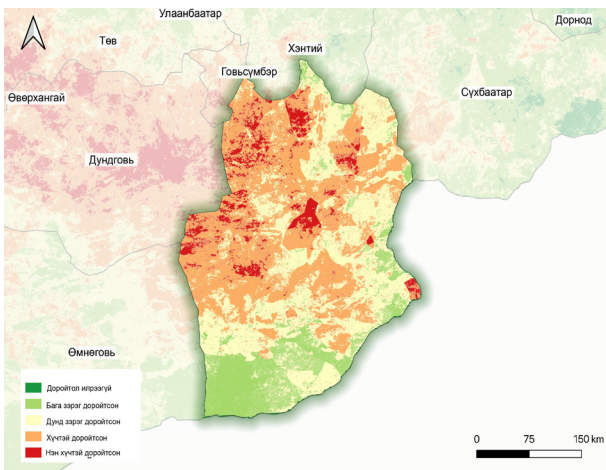 Улаанбаатар
Дорнод
Төв
Хэнтий
Говьсүмбэр
Сүхбаатар
Өвөрхангай
Дундговь
Өмнөговь
Доройтол илрээгүй
Бага зэрэг доройтсон
Дунд зэрэг доройтсон
Хүчтэй доройтсон
Нэн хүчтэй доройтсон
0 75 150 km